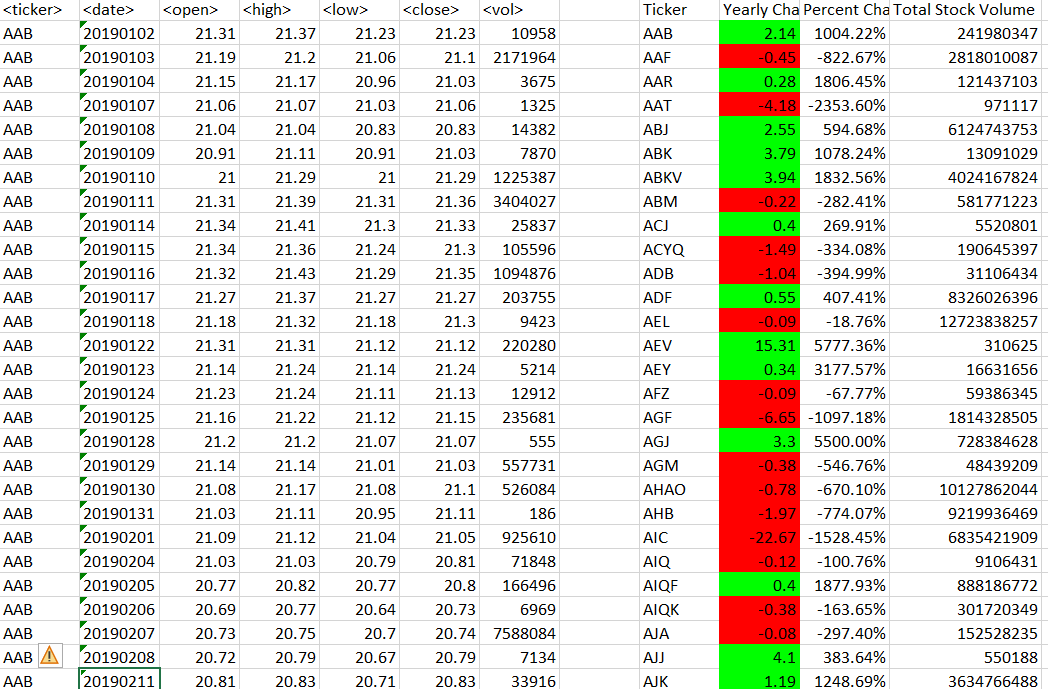 <ticker> <date> <open> <high> <low> <close> <vol> Ticker Yearly Cha Percent Cha Total Stock Volume
AAB 20190102 21.31 21.37 21.23 21.23 10958 AAB 2.14 1004.22% 241980347
AAB 20190103 21.19 21.2 21.06 21.1 2171964 AAF -0.45 -822.67% 2818010087
AAB 20190104 21.15 21.17 20.96 21.03 3675 AAR 0.28 1806.45% 121437103
AAB 20190107 21.06 21.07 21.03 21.06 1325 AAT -4.18 -2353.60% 971117
AAB 20190108 21.04 21.04 20.83 20.83 14382 ABJ 2.55 594.68% 6124743753
AAB 20190109 20.91 21.11 20.91 21.03 7870 ABK 3.79 1078.24% 13091029
AAB 20190110 21 21.29 21 21.29 1225387 ABKV 3.94 1832.56% 4024167824
AAB 20190111 21.31 21.39 21.31 21.36 3404027 ABM -0.22 -282.41% 581771223
AAB 20190114 21.34 21.41 21.3 21.33 25837 ACJ 0.4 269.91% 5520801
AAB 20190115 21.34 21.36 21.24 21.3 105596 ACYQ -1.49 -334.08% 190645397
AAB 20190116 21.32 21.43 21.29 21.35 1094876 ADB -1.04 -394.99% 31106434
AAB 20190117 21.27 21.37 21.27 21.27 203755 ADF 0.55 407.41% 8326026396
AAB 20190118 21.18 21.32 21.18 21.3 9423 AEL -0.09 -18.76% 12723838257
AAB 20190122 21.31 21.31 21.12 21.12 220280 AEV 15.31 5777.36% 310625
AAB 20190123 21.14 21.24 21.14 21.24 5214 AEY 0.34 3177.57% 16631656
AAB 20190124 21.23 21.24 21.11 21.13 12912 AFZ -0.09 -67.77% 59386345
AAB 20190125 21.16 21.22 21.12 21.15 235681 AGF -6.65 -1097.18% 1814328505
AAB 20190128 21.2 21.2 21.07 21.07 555 AGJ 3.3 5500.00% 728384628
AAB 20190129 21.14 21.14 21.01 21.03 557731 AGM -0.38 -546.76% 48439209
AAB 20190130 21.08 21.17 21.08 21.1 526084 AHAO -0.78 -670.10% 10127862044
AAB 20190131 21.03 21.11 20.95 21.11 186 AHB -1.97 -774.07% 9219936469
AAB 20190201 21.09 21.12 21.04 21.05 925610 AIC -22.67 -1528.45% 6835421909
AAB 20190204 21.03 21.03 20.79 20.81 71848 AIQ -0.12 -100.76% 9106431
AAB 20190205 20.77 20.82 20.77 20.8 166496 AIQF 0.4 1877.93% 888186772
AAB 20190206 20.69 20.77 20.64 20.73 6969 AIQK -0.38 -163.65% 301720349
AAB 20190207 20.73 20.75 20.7 20.74 7588084 AJA -0.08 -297.40% 152528235
AAB 20190208 20.72 20.79 20.67 20.79 7134 AJJ 4.1 383.64% 550188
AAB 20190211 20.81 20.83 20.71 20.83 33916 AJK 1.19 1248.69% 3634766488